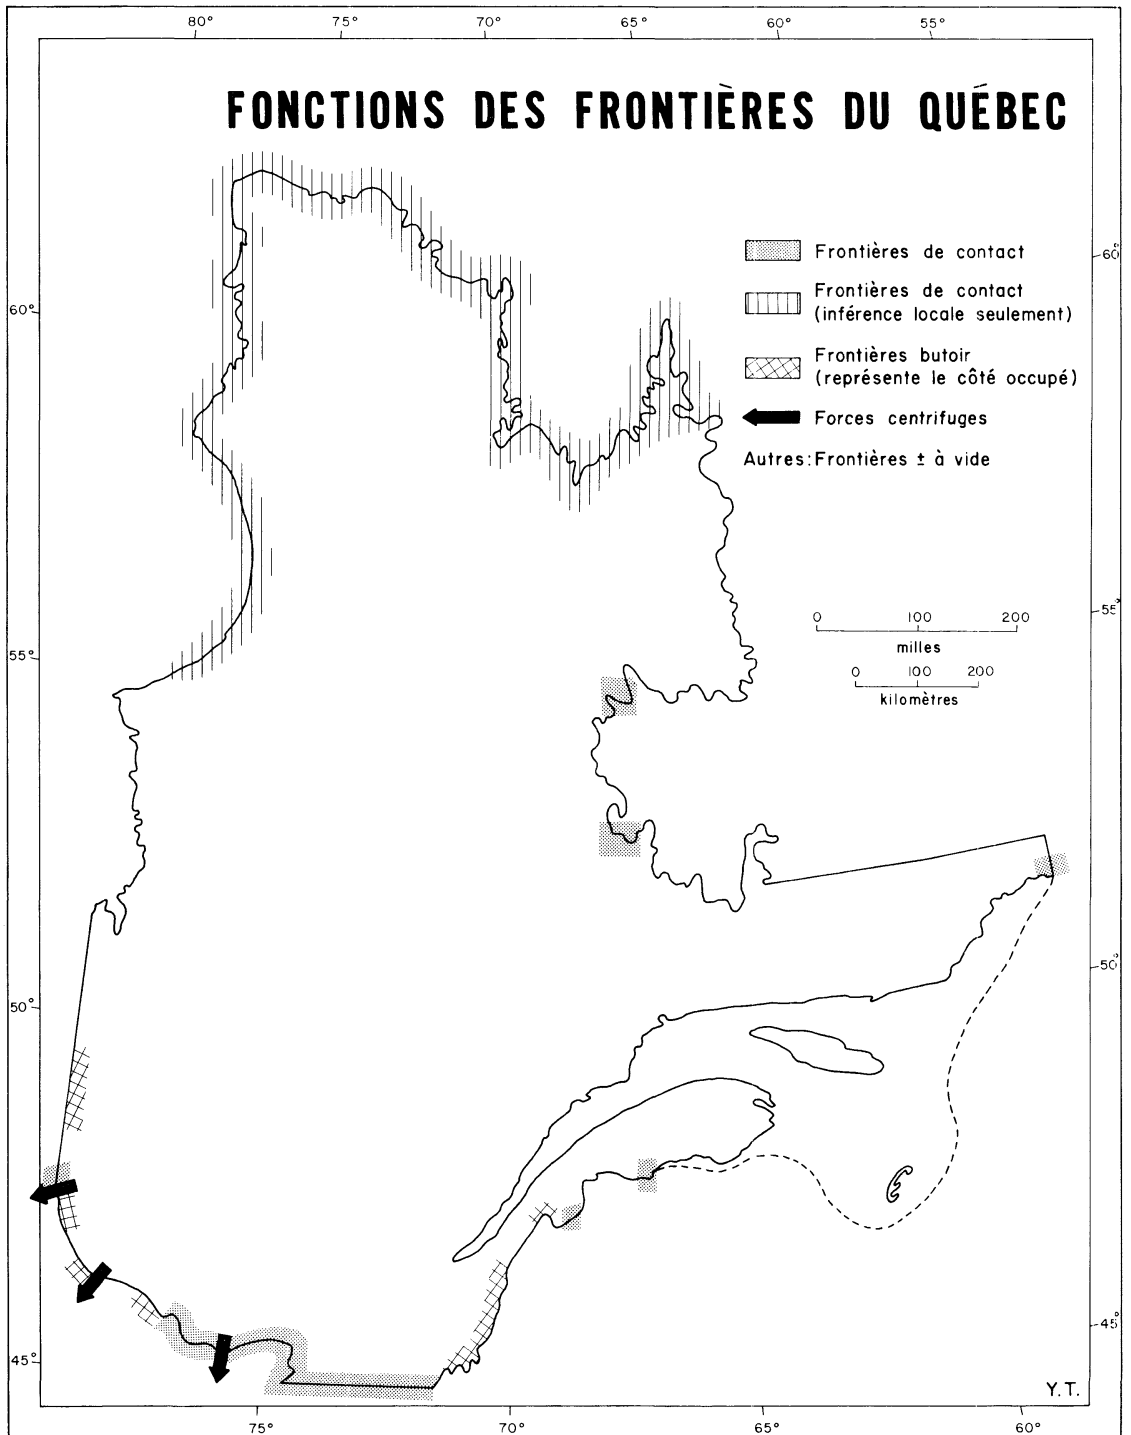 80° 75° 70° 65° 60° 55°
FONCTIONS DES FRONTIÈRES DU QUÉBEC
Frontières de contact
Frontières de contact
(inférence locale seulement)
Frontières butoir
(représente le côté occupé)
Forces centrifuges
Autres: Frontières ± à vide
60°
60°
0 100 200
milles
0 100 200
kilomètres
55°
55°
50°
50°
45°
45°
Y.T.
75° 70° 65° 60°